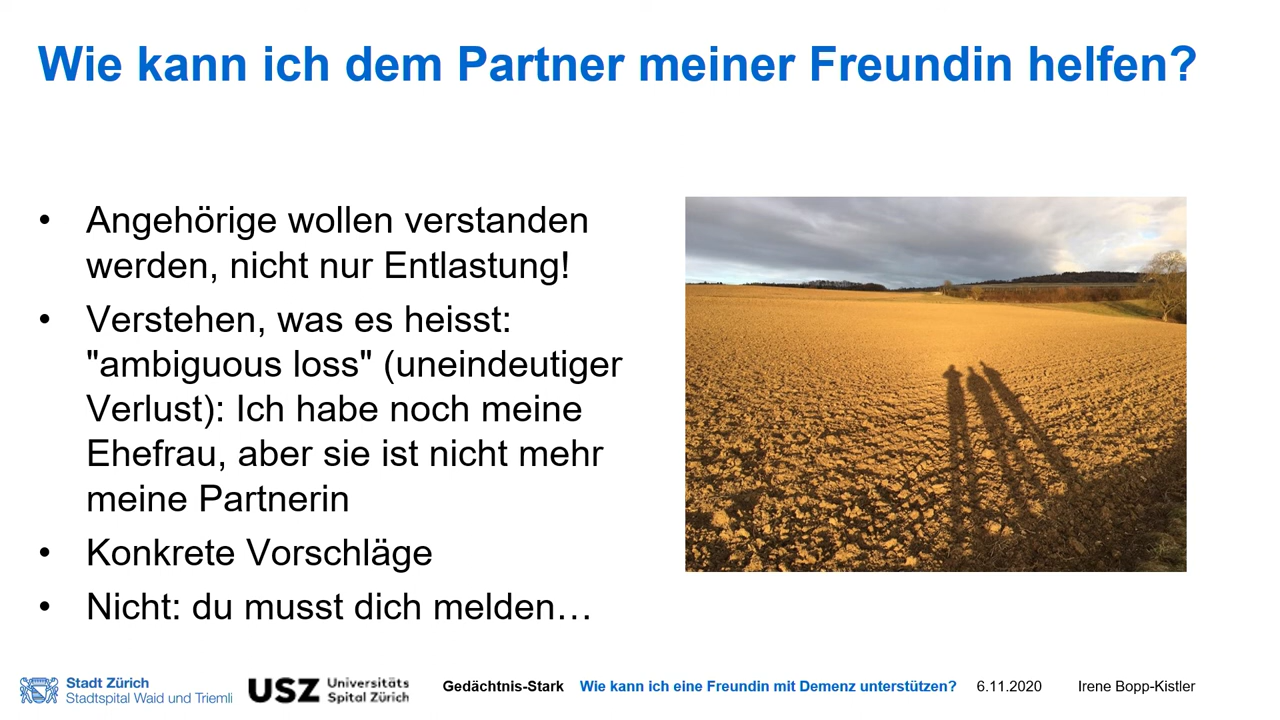 Wie kann ich dem Partner meiner Freundin helfen?
• Angehörige wollen verstanden
werden, nicht nur Entlastung!
• Verstehen, was es heisst:
"ambiguous loss" (uneindeutiger
Verlust): Ich habe noch meine
Ehefrau, aber sie ist nicht mehr
meine Partnerin
• Konkrete Vorschläge
• Nicht: du musst dich melden…
Stadt Zürich
Stadtspital Waid und Triemli
USZ Universitäts
Spital Zürich
Gedächtnis-Stark Wie kann ich eine Freundin mit Demenz unterstützen? 6.11.2020 Irene Bopp-Kistler